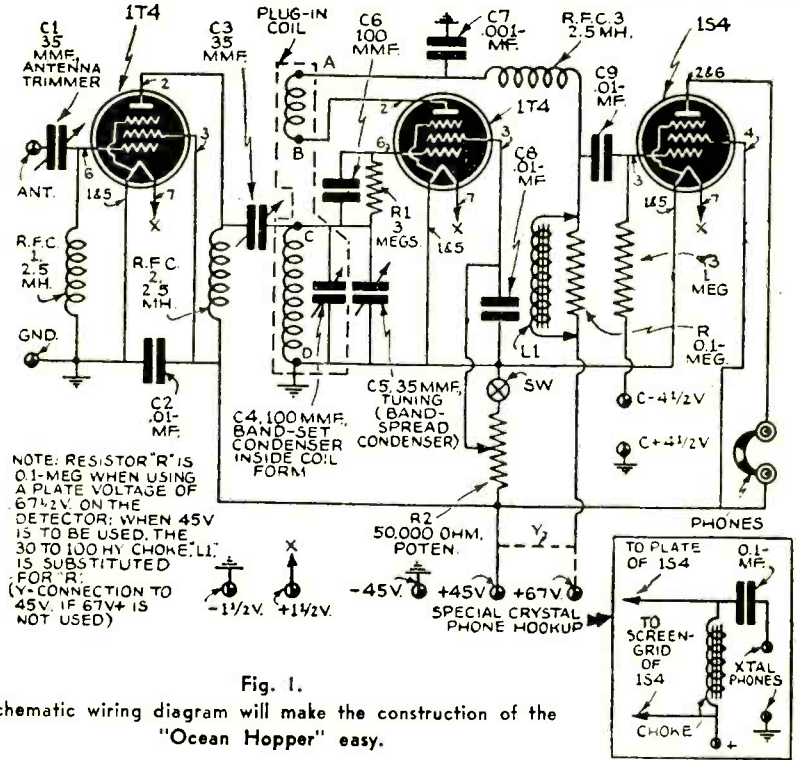 1T4
C1
35
MMF,
ANTENNA
TRIMMER
C3
35
MMF.
PLUG-IN
COIL
C6
100
MMF.
C7
.001-
MF.
R.F.C.3
2.5MH.
1S4
C9
.01-
MF.
2&6
2
3
6
1&5
7
X
ANT.
R.F.C.
1,
2.5
MH.
R.F.C.
2,
2.5
MH.
GND.
C2
.01-
MF.
A
B
C
D
2
6
3
1T4
R1
3
MEGS.
1&5
7
X
C8
.01-
MF
L1
3
4
1&5
7
X
1
MEG
R
0.1-
MEG.
C4,100 MMF,
BAND-SET
CONDENSER
INSIDE COIL
FORM
C5,35MMF,
TUNING
(BAND-
SPREAD
CONDENSER)
SW
C-4 1/2V
C+4 1/2V
PHONES
R2
50,000 OHM,
POTEN.
Y
NOTE: RESISTOR "R" IS
0.1-MEG WHEN USING
A PLATE VOLTAGE OF
67 1/2V. ON THE
DETECTOR; WHEN 45V
IS TO BE USED, THE
30 TO 100 HY CHOKE,"L1,"
IS SUBSTITUTED
FOR "R"
(Y-CONNECTION TO
45V. IF 67V+ IS
NOT USED)
-1 1/2V.
X
+1 1/2V.
-45V.
+45V
+67V.
SPECIAL CRYSTAL
PHONE HOOKUP
TO PLATE
OF 1S4
0.1-
MF.
TO
SCREEN-
GRID
OF
1S4
XTAL
PHONES
CHOKE
+
Fig. 1.
chematic wiring diagram will make the construction of the
"Ocean Hopper" easy.